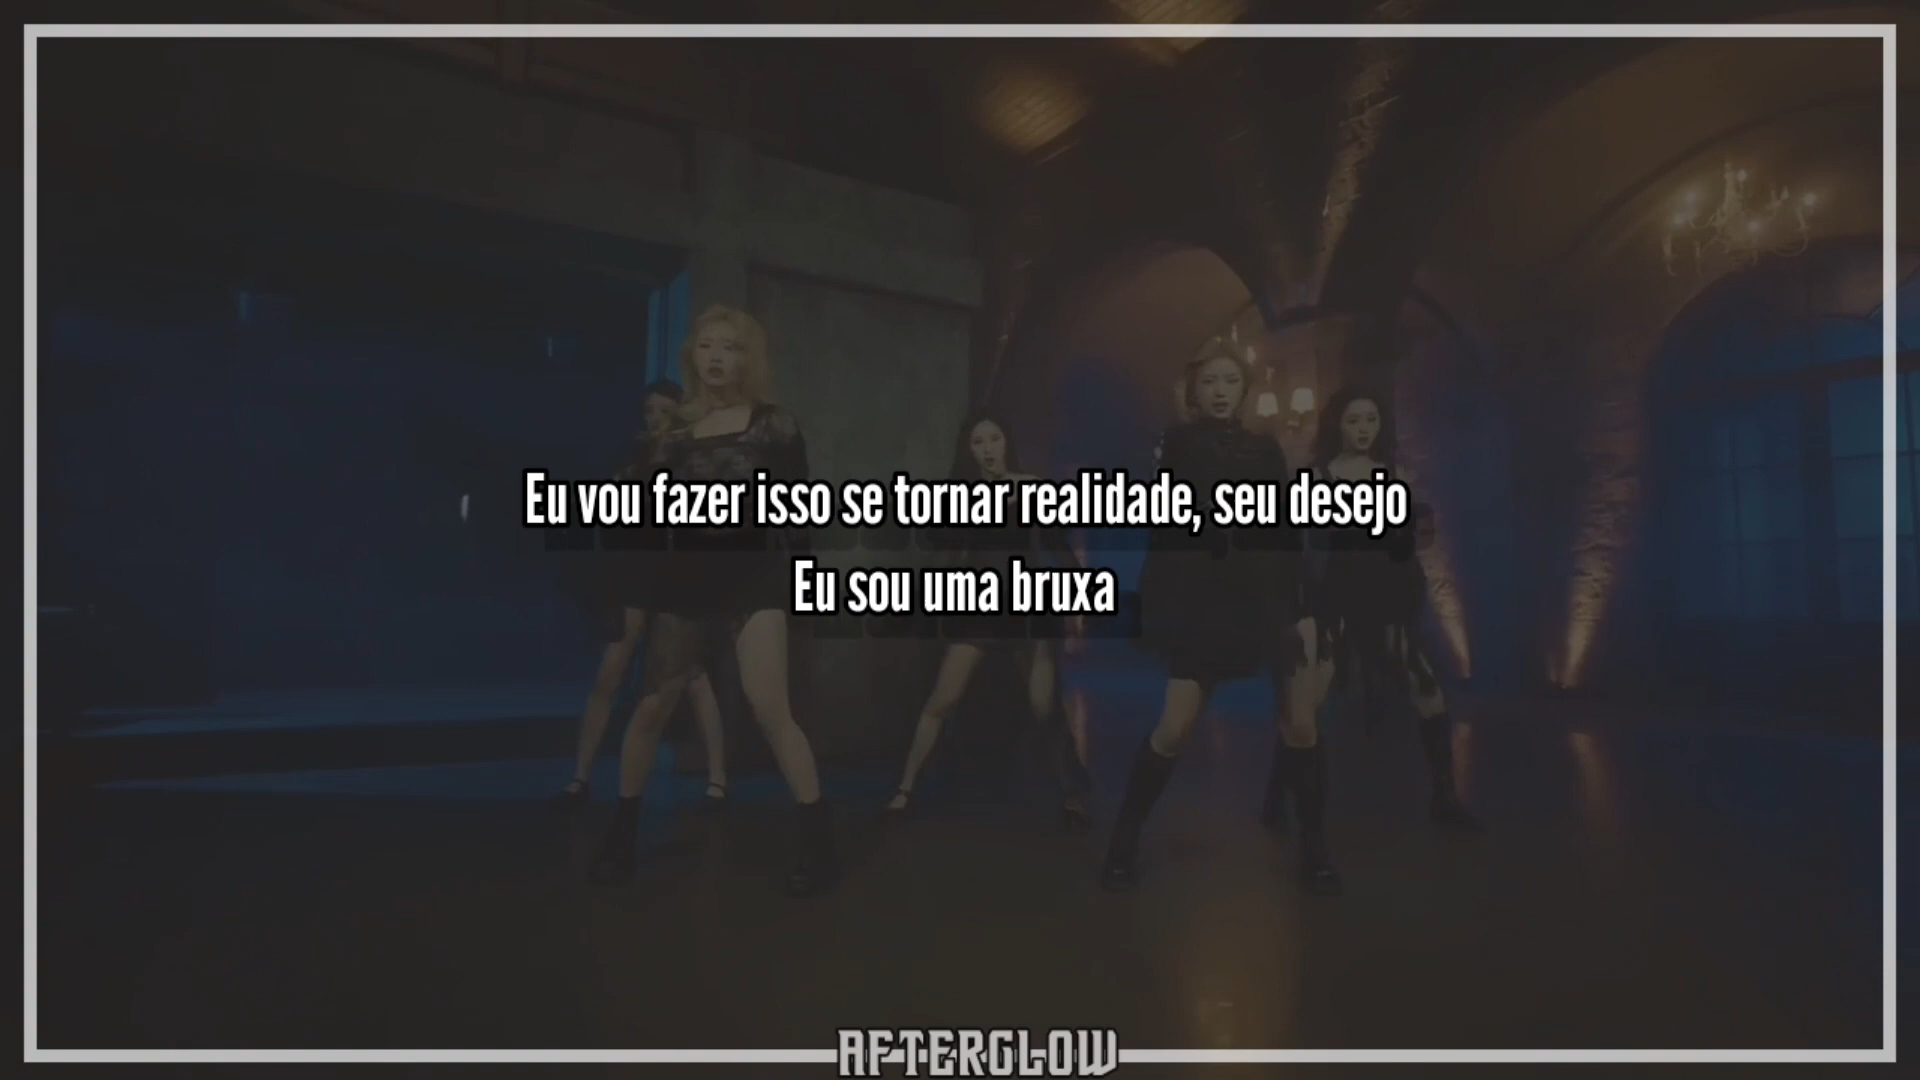 Eu vou fazer isso se tornar realidade, seu desejo
Eu sou uma bruxa
AFTERGLOW